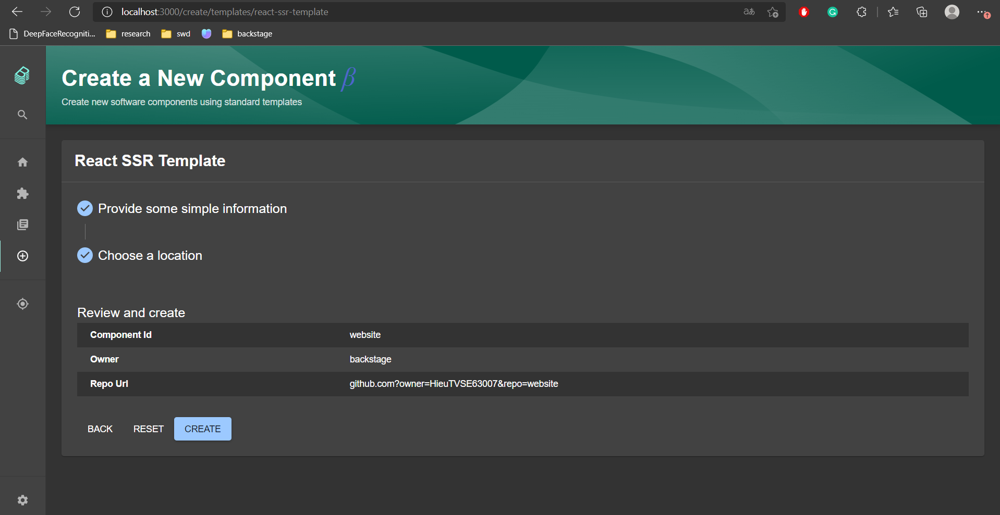 localhost:3000/create/templates/react-ssr-template
aあ
DeepFaceRecogniti...
research
swd
backstage
Create a New Component β
Create new software components using standard templates
React SSR Template
Provide some simple information
Choose a location
Review and create
Component Id website
Owner backstage
Repo Url github.com?owner=HieuTVSE63007&repo=website
BACK RESET CREATE